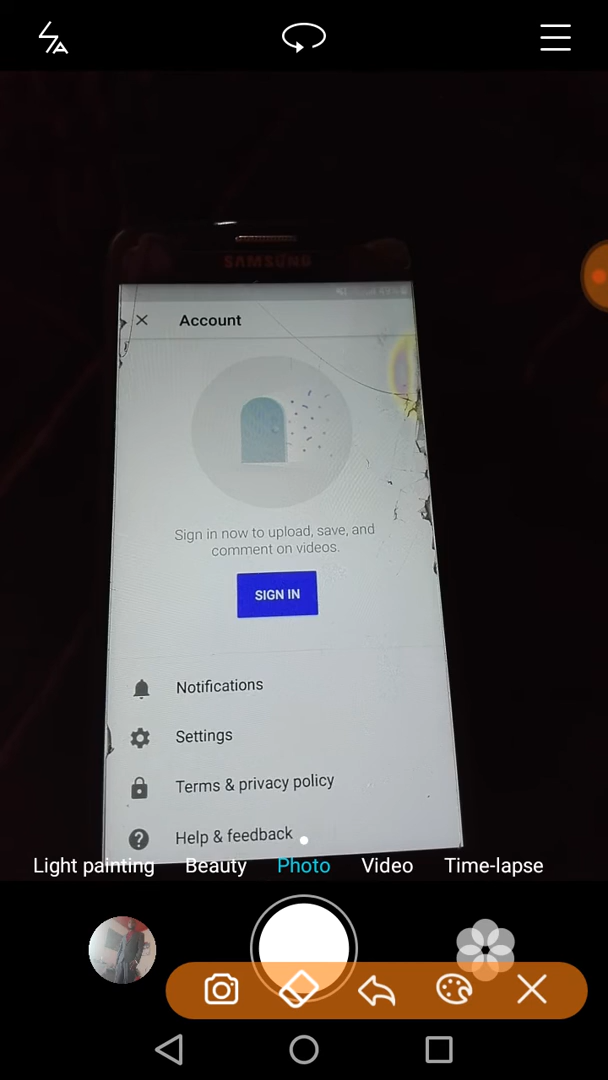 SAMSUNG
Account
Sign in now to upload, save, and
comment on videos.
SIGN IN
Notifications
Settings
Terms & privacy policy
Help & feedback
Light painting Beauty Photo Video Time-lapse